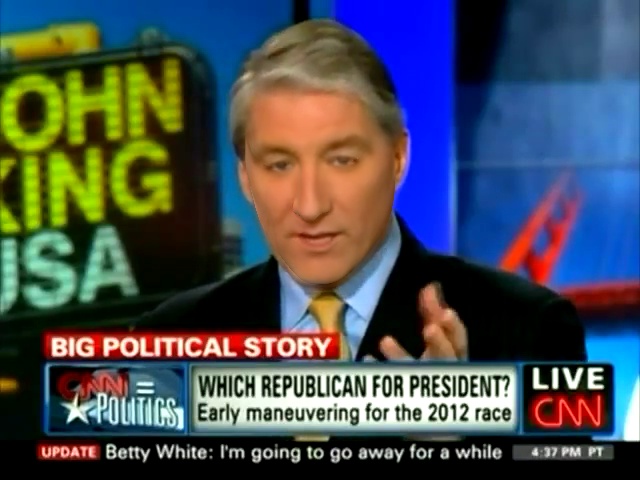 OHN
KING
USA
BIG POLITICAL STORY
CNN=
POLITICS
WHICH REPUBLICAN FOR PRESIDENT?
Early maneuvering for the 2012 race
LIVE
CNN
UPDATE Betty White: I'm going to go away for a while 4:37 PM PT